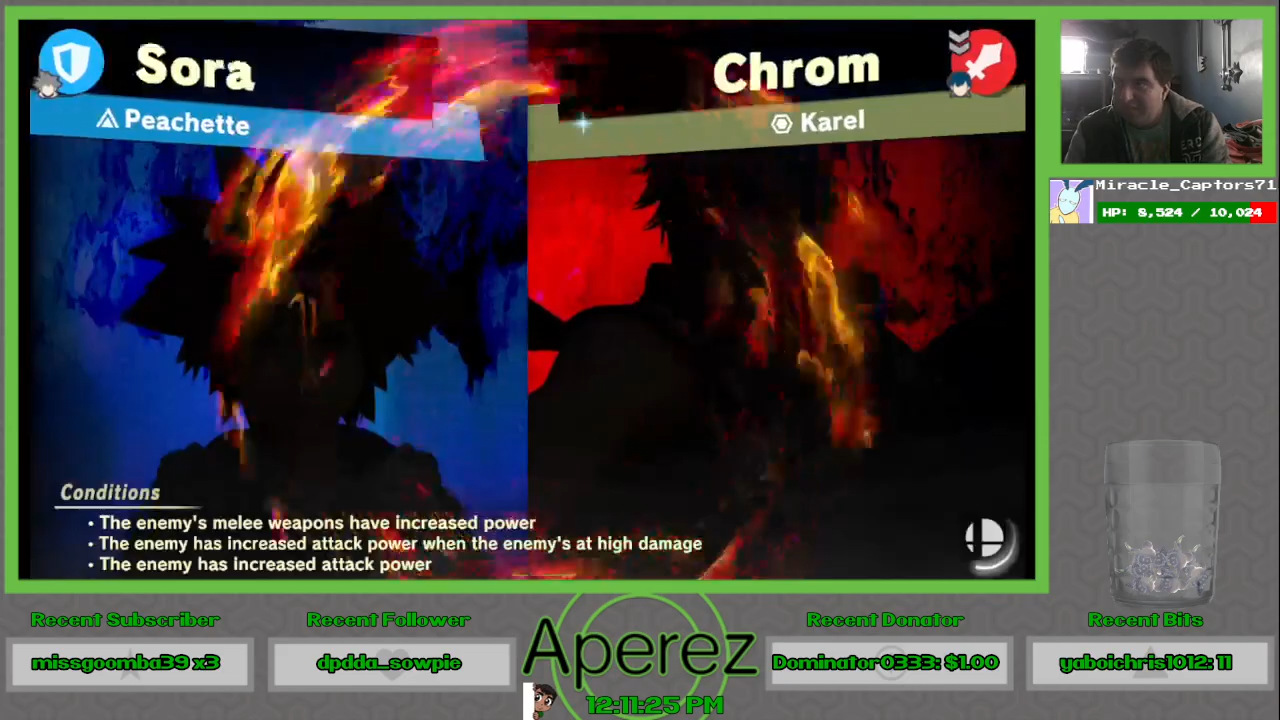 Sora
Peachette
Chrom
Karel
Conditions
• The enemy's melee weapons have increased power
• The enemy has increased attack power when the enemy's at high damage
• The enemy has increased attack power
Miracle_Captors71
HP: 8,524 / 10,024
Recent Subscriber
missgoomba39 x3
Recent Follower
dpdda_sowpie
Aperez
12:11:25 PM
Recent Donator
Dominator0333: $1.00
Recent Bits
yaboichris1012: 11